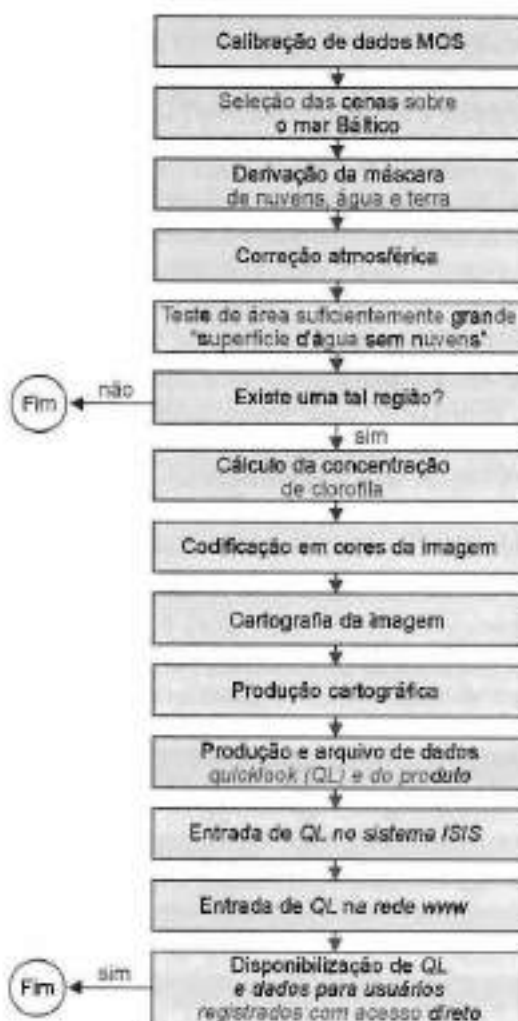 Calibração de dados MOS
Seleção das cenas sobre
o mar Báltico
Derivação da máscara
de nuvens, água e terra
Correção atmosférica
Teste de área suficientemente grande
"superfície d'água sem nuvens"
Existe uma tal região?
não
Fim
sim
Cálculo da concentração
de clorofila
Codificação em cores da imagem
Cartografia da imagem
Produção cartográfica
Produção e arquivo de dados
quicklook (QL) e do produto
Entrada de QL no sistema ISIS
Entrada de QL na rede www
Disponibilização de QL
e dados para usuários
registrados com acesso direto
sim
Fim